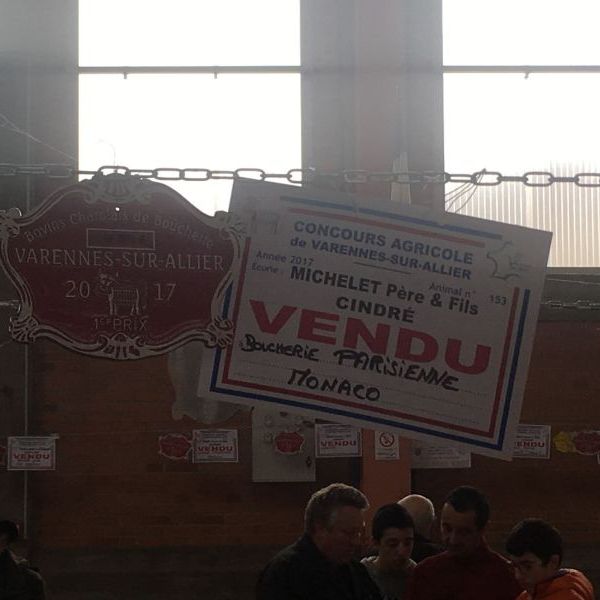 Bovins Charolais de Boucherie
VARENNES-SUR-ALLIER
20 17
1ER PRIX
CONCOURS AGRICOLE
de VARENNES-SUR-ALLIER
Année 2017
Animal n° 153
Écurie : MICHELET Père & Fils
CINDRÉ
VENDU
BOUCHERIE PARISIENNE
MONACO
VENDU
VENDU
VENDU
VENDU